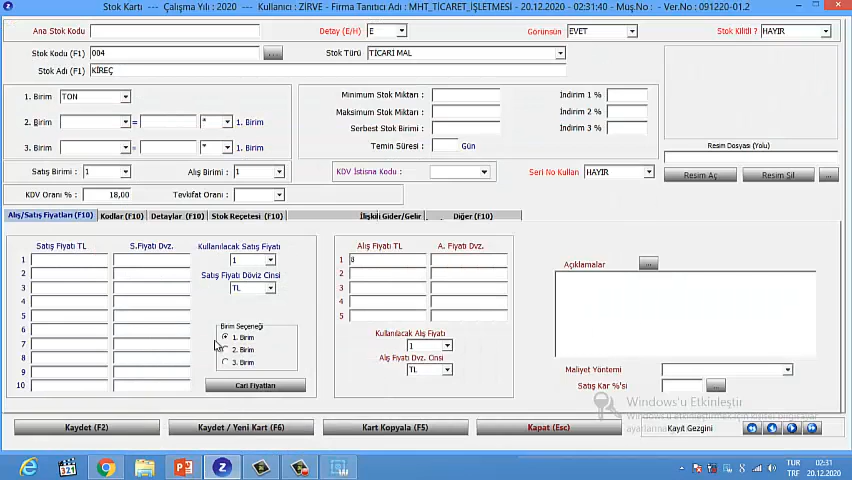 Stok Kartı - Çalışma Yılı : 2020 - Kullanıcı : ZİRVE - Firma Tanıtıcı Adı : MHT_TİCARET_İŞLETMESİ - 20.12.2020 - 02:31:40 - Müş.No : - Ver.No : 091220-01.2
Ana Stok Kodu Detay (E/H) E Görünsün EVET Stok Kilitli ? HAYIR
Stok Kodu (F1) 004 ... Stok Türü TİCARİ MAL
Stok Adı (F1) KİREÇ
1. Birim TON Minimum Stok Miktarı : İndirim 1 %
Maksimum Stok Miktarı : İndirim 2 %
2. Birim = * 1. Birim
Serbest Stok Birimi : İndirim 3 %
3. Birim = * 1. Birim Temin Süresi : Gün Resim Dosyası (Yolu)
Satış Birimi : 1 Alış Birimi : 1 KDV İstisna Kodu : Seri No Kullan HAYIR Resim Aç Resim Sil ...
KDV Oranı % : 18,00 Tevkifat Oranı :
Alış/Satış Fiyatları (F10) Kodlar (F10) Detaylar (F10) Stok Reçetesi (F10) İlişkili Gider/Gelir Diğer (F10)
Satış Fiyatı TL S.Fiyatı Dvz. Kullanılacak Satış Fiyatı Alış Fiyatı TL A. Fiyatı Dvz.
1 1 1 8 Açıklamalar ...
2 Satış Fiyatı Döviz Cinsi 2
3 TL 3
4 4
5 5
6 Birim Seçeneği Kullanılacak Alış Fiyatı
7 1. Birim 1
8 2. Birim Alış Fiyatı Dvz. Cinsi
9 3. Birim TL Maliyet Yöntemi
10 Cari Fiyatları Satış Kar %'si ...
Windows'u Etkinleştir
Windows'u etkinleştirmek için kişisel bilgisayar
ayarlarına
Kaydet (F2) Kaydet / Yeni Kart (F6) Kart Kopyala (F5) Kapat (Esc) Kayıt Gezgini
321
TUR 02:31
TRF 20.12.2020